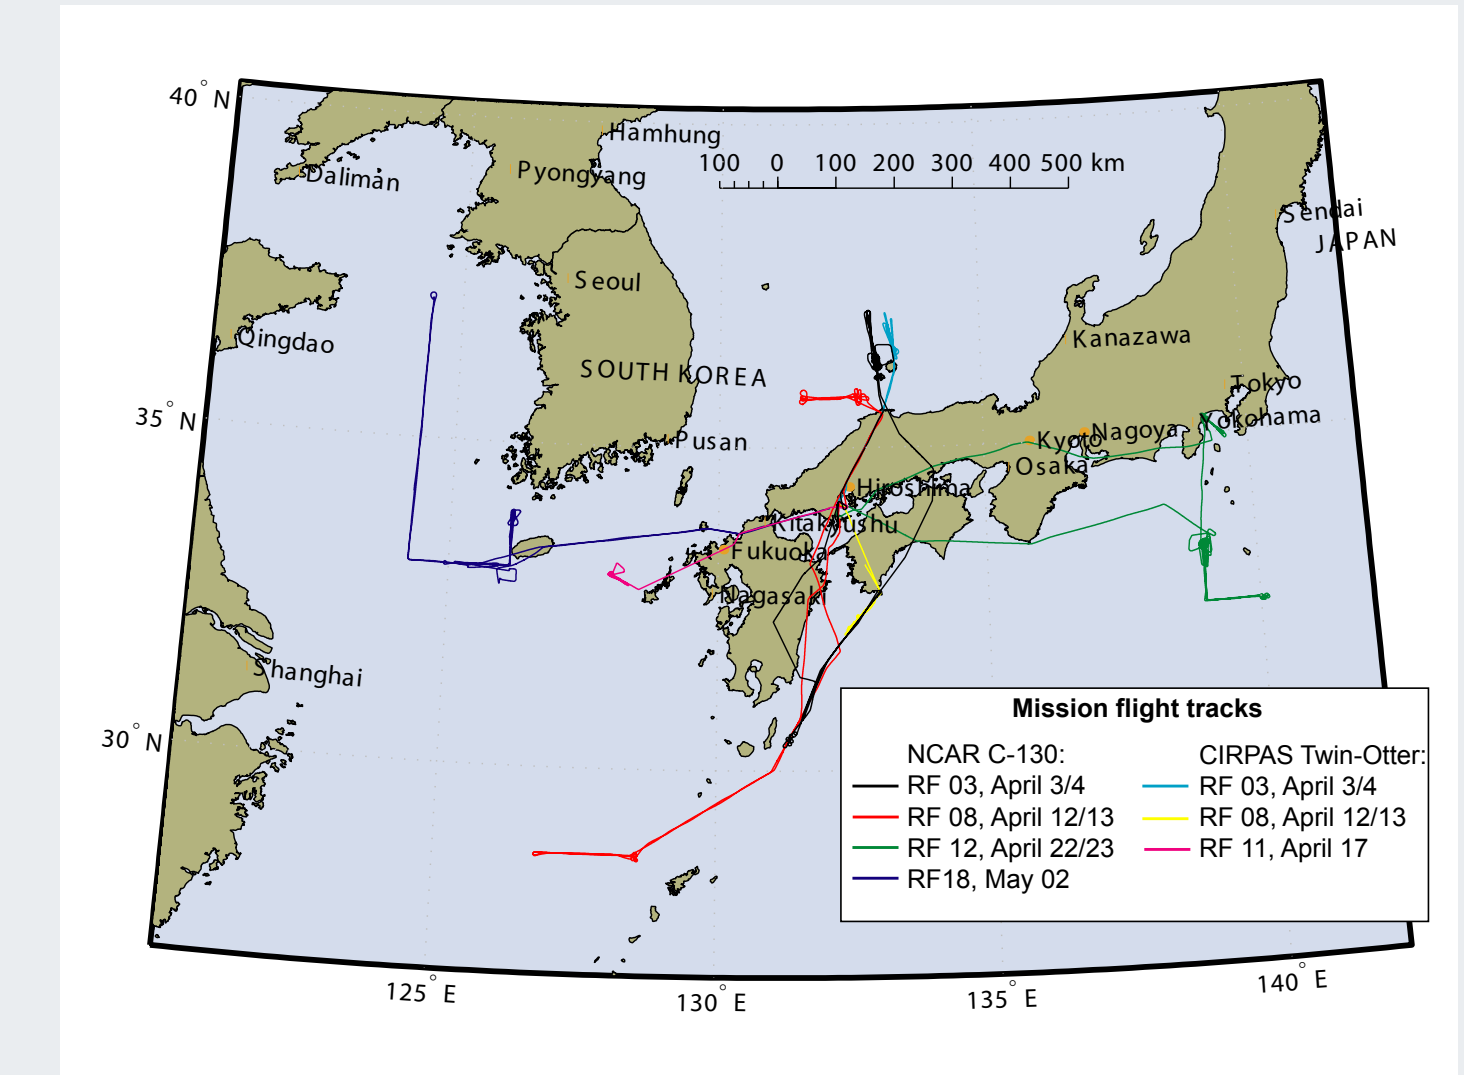 40° N
Hamhung
100 0 100 200 300 400 500 km
Daliman
Pyongyang
Sendai
JAPAN
Seoul
Qingdao
Kanazawa
SOUTH KOREA
Tokyo
35° N
Yokohama
Pusan
Kyoto
Nagoya
Osaka
Hiroshima
Kitakyushu
Fukuoka
Nagasaki
Shanghai
30° N
Mission flight tracks
NCAR C-130:
RF 03, April 3/4
RF 08, April 12/13
RF 12, April 22/23
RF18, May 02
CIRPAS Twin-Otter:
RF 03, April 3/4
RF 08, April 12/13
RF 11, April 17
125° E
130° E
135° E
140° E